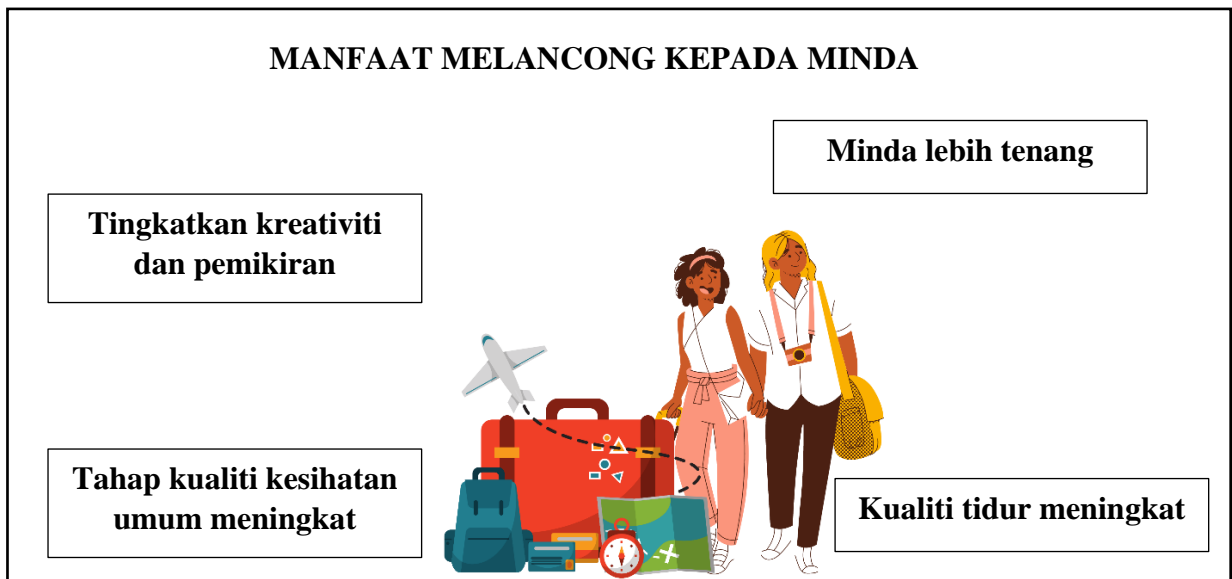 MANFAAT MELANCONG KEPADA MINDA
Minda lebih tenang
Tingkatkan kreativiti
dan pemikiran
Tahap kualiti kesihatan
umum meningkat
Kualiti tidur meningkat